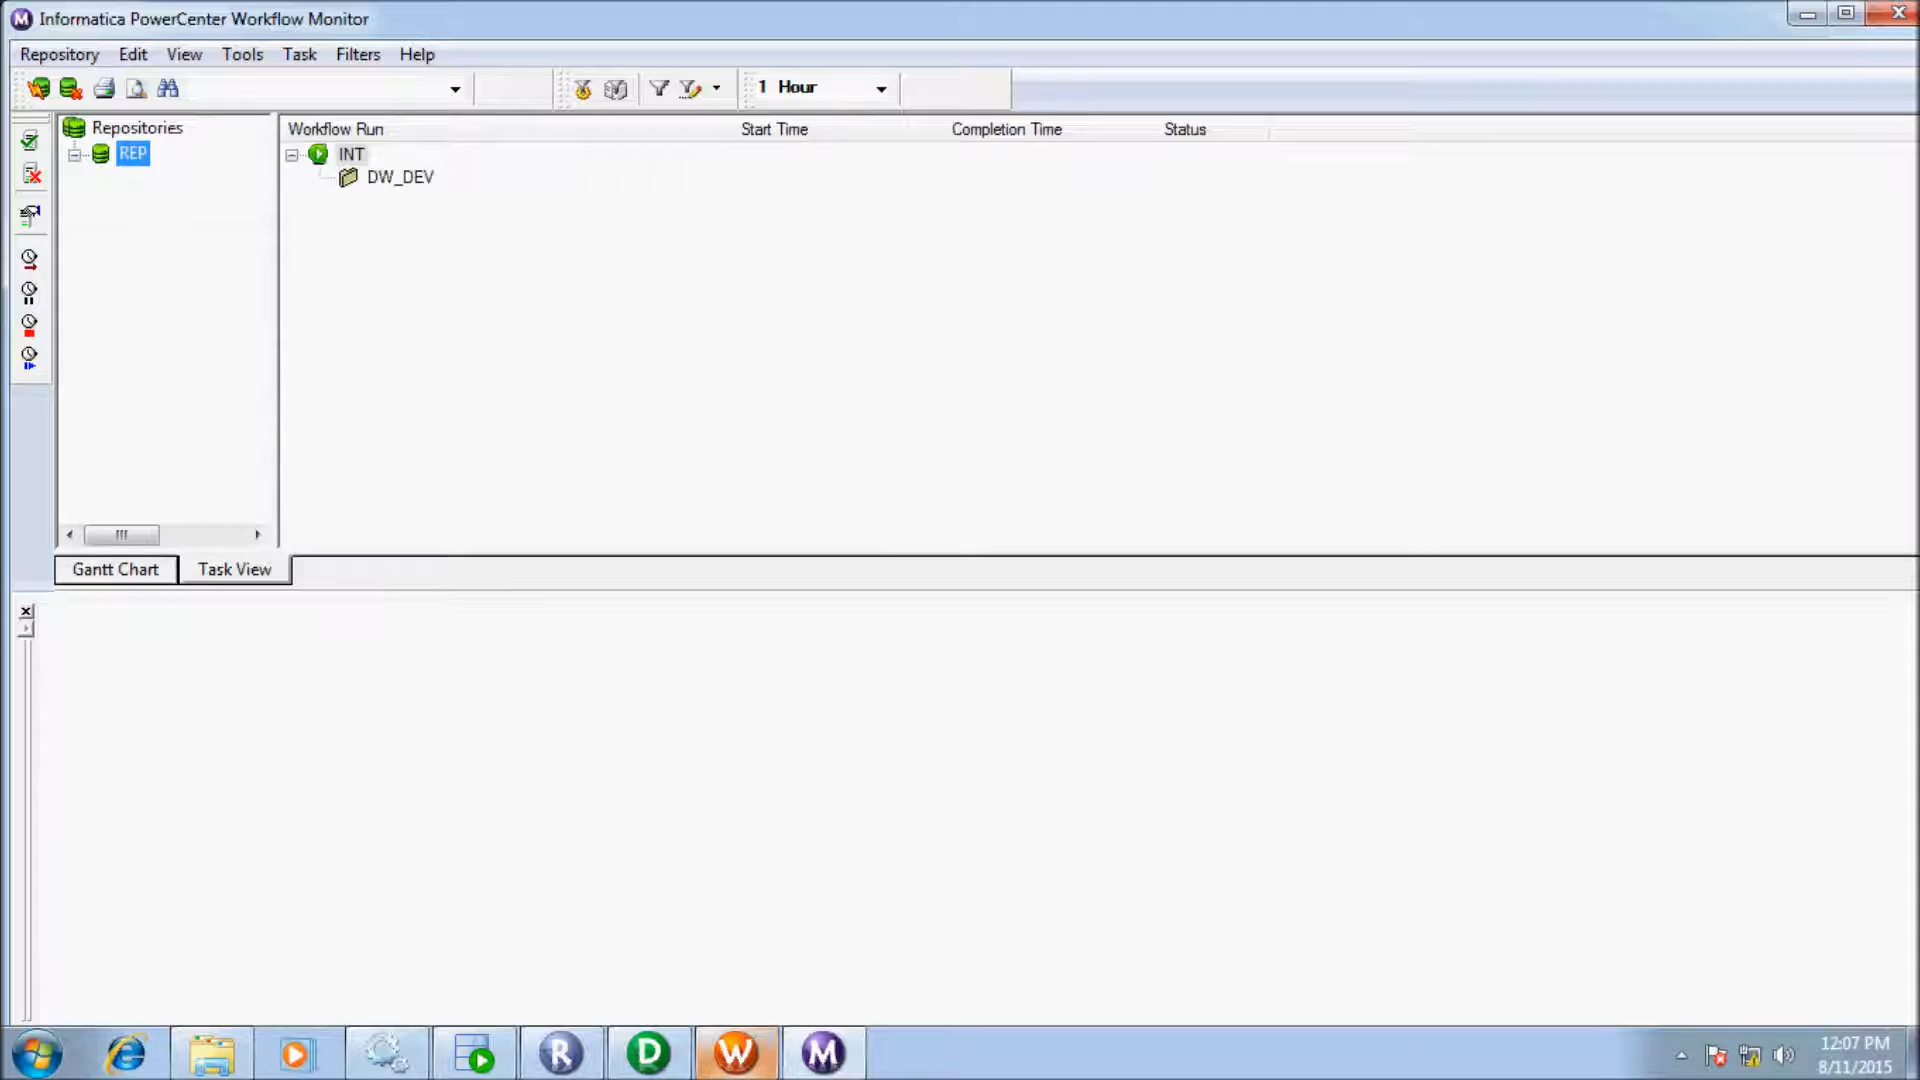 Informatica PowerCenter Workflow Monitor
Repository Edit View Tools Task Filters Help
1 Hour
Repositories
REP
Workflow Run Start Time Completion Time Status
INT
DW_DEV
Gantt Chart Task View
R D W M
12:07 PM
8/11/2015